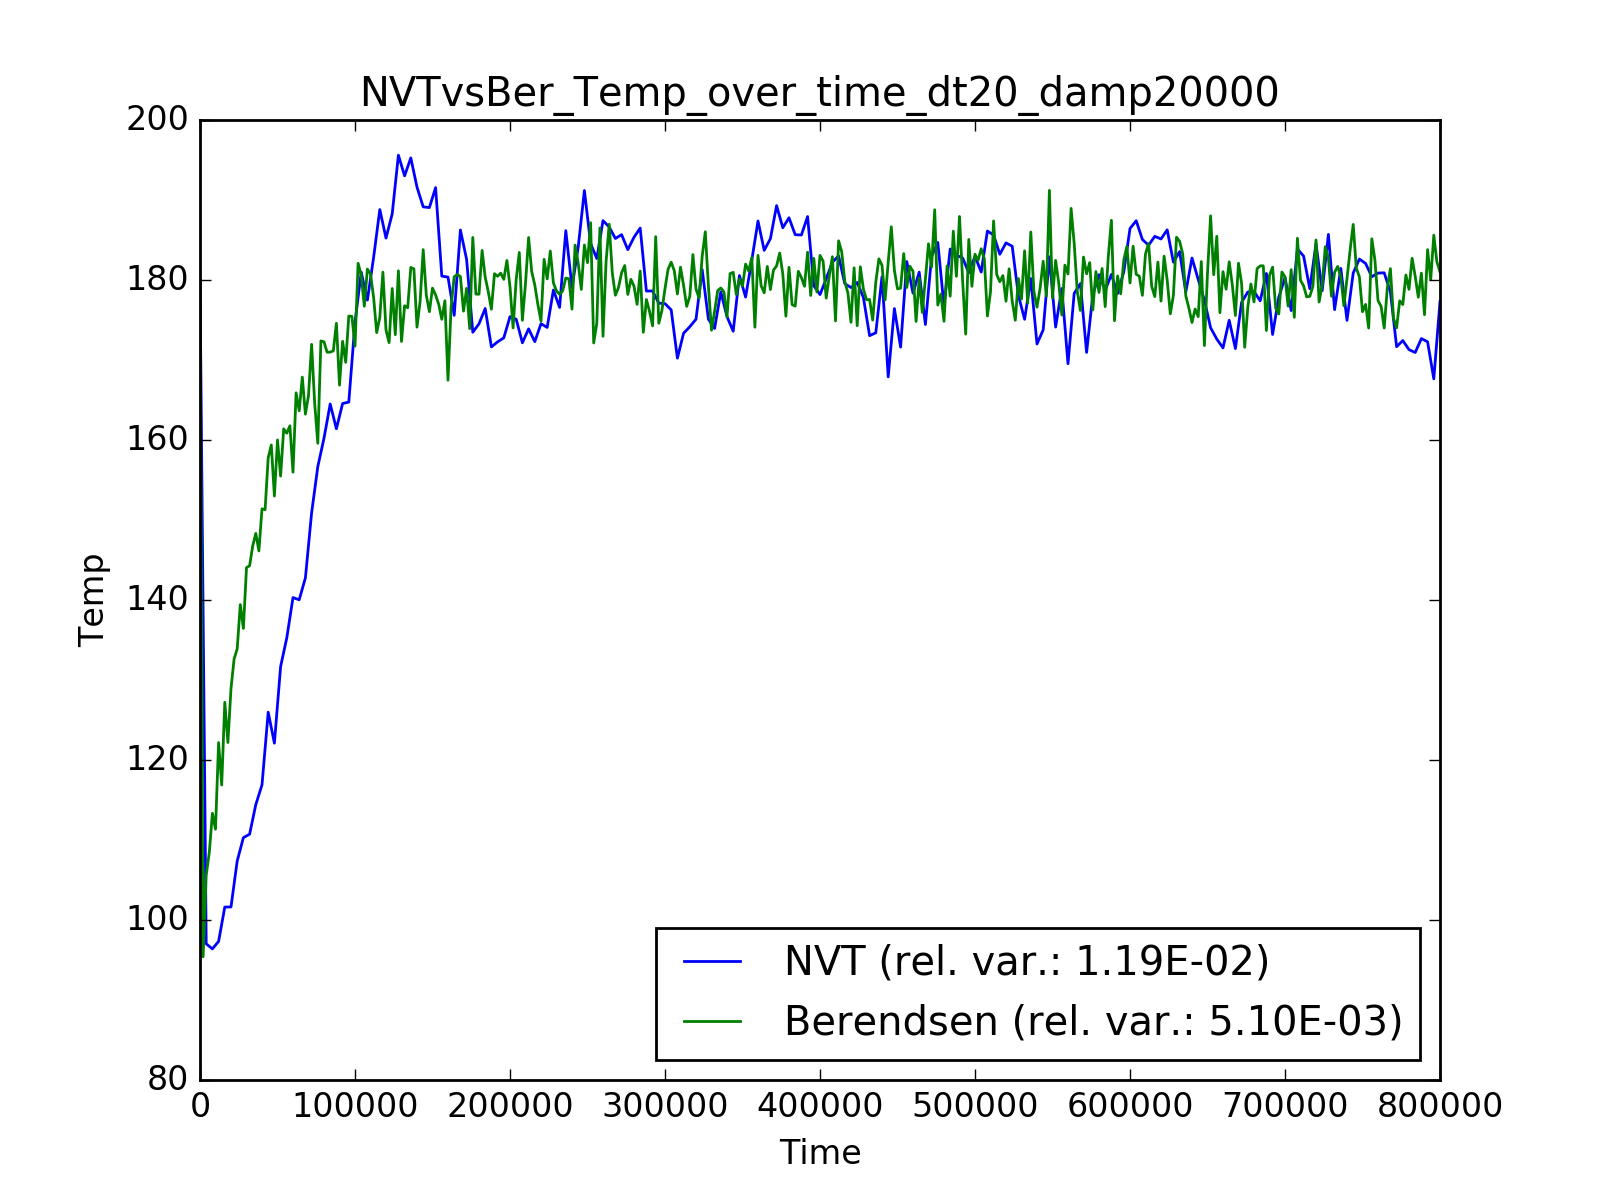 NVTvsBer_Temp_over_time_dt20_damp20000
200
180
160
140
120
100
80
Temp
NVT (rel. var.: 1.19E-02)
Berendsen (rel. var.: 5.10E-03)
0 100000 200000 300000 400000 500000 600000 700000 800000
Time